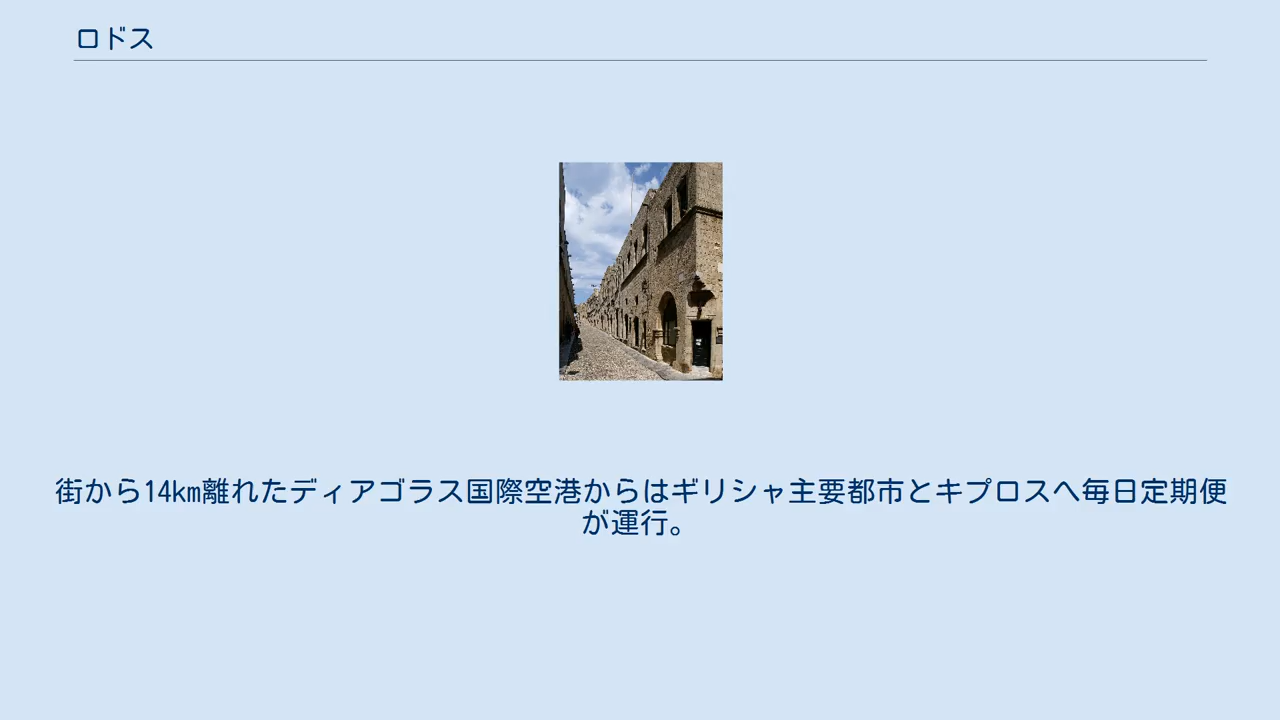 ロドス
街から14km離れたディアゴラス国際空港からはギリシャ主要都市とキプロスへ毎日定期便
が運行。